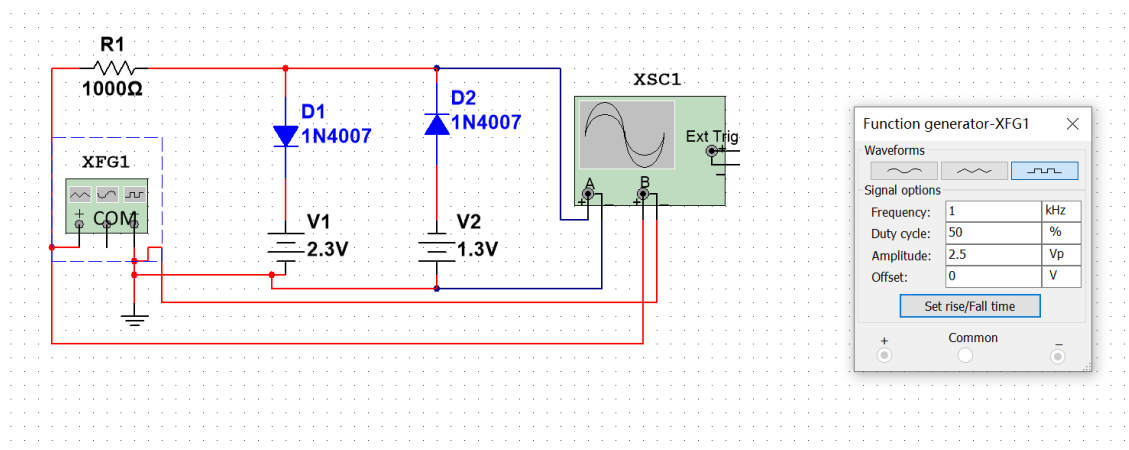 R1
1000Ω
XFG1
+
COM
D1
1N4007
D2
1N4007
V1
2.3V
V2
1.3V
XSC1
Ext Trig
+
_
A
B
+
_
+
_
Function generator-XFG1
Waveforms
Signal options
Frequency: 1 kHz
Duty cycle: 50 %
Amplitude: 2.5 Vp
Offset: 0 V
Set rise/Fall time
+ Common −